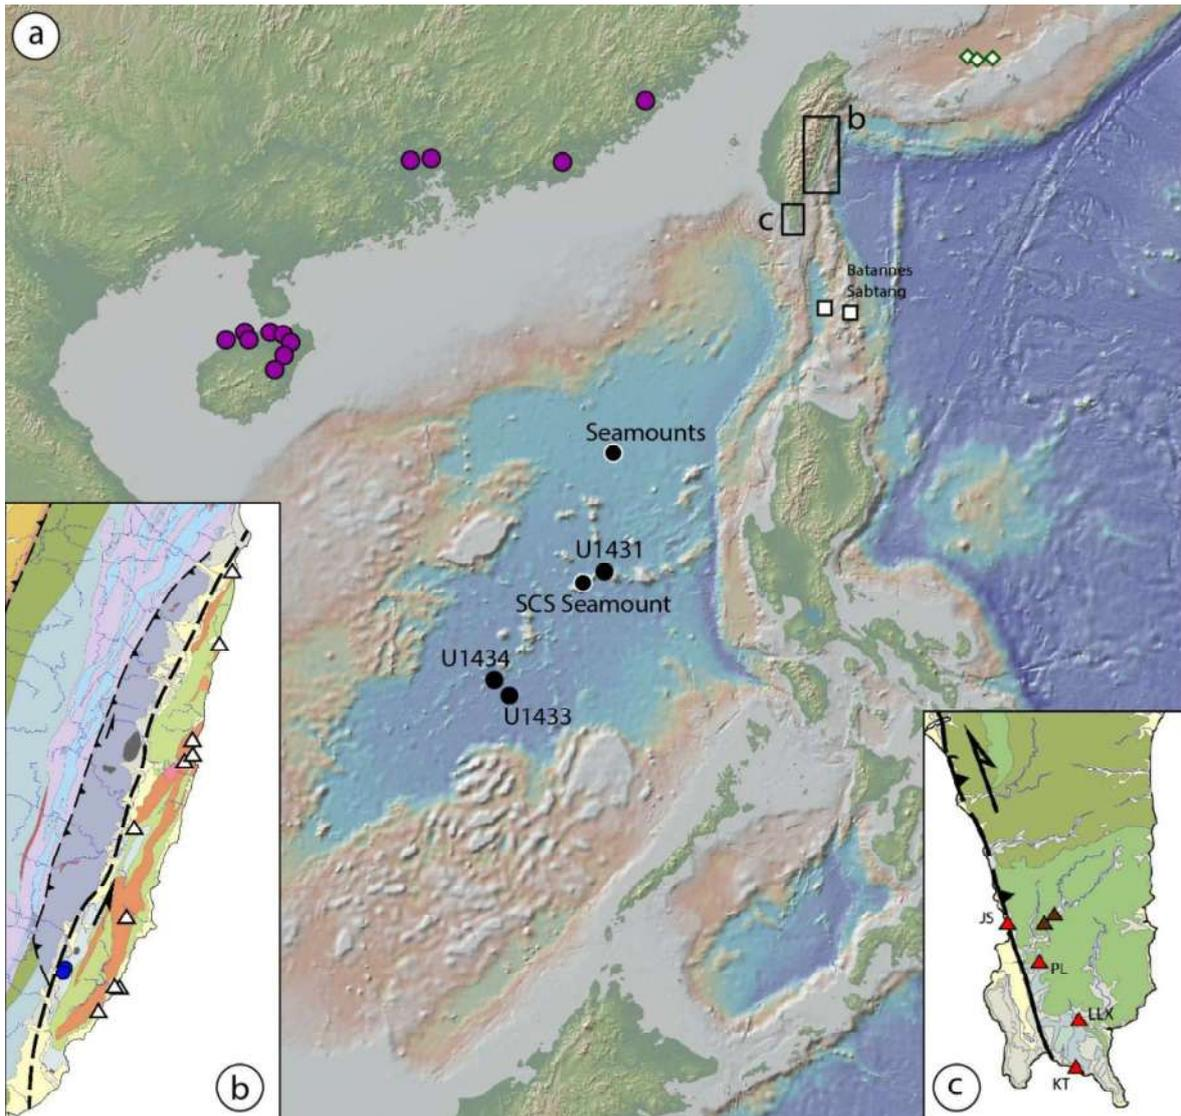 a
b
c
Batannes
Sabtang
Seamounts
U1431
SCS Seamount
U1434
U1433
b
JS
PL
LLX
KT
c